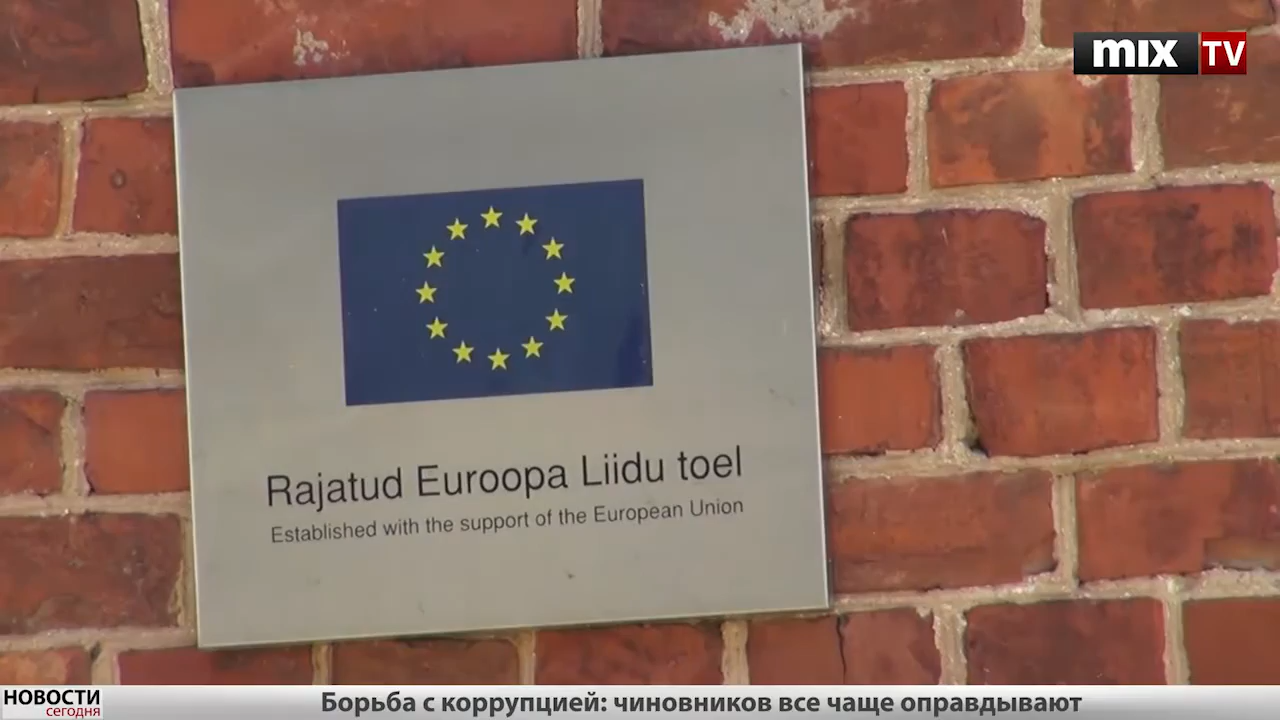 mix TV
Rajatud Euroopa Liidu toel
Established with the support of the European Union
НОВОСТИ
сегодня
Борьба с коррупцией: чиновников все чаще оправдывают